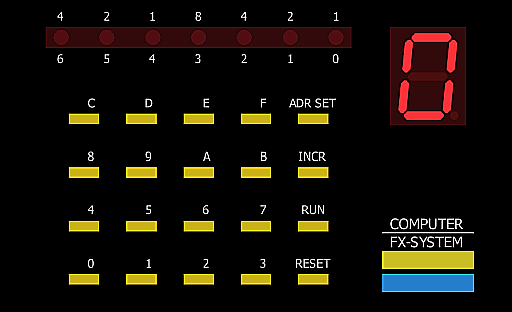 4 2 1 8 4 2 1
6 5 4 3 2 1 0
0
C D E F ADR SET
8 9 A B INCR
4 5 6 7 RUN
0 1 2 3 RESET
COMPUTER
FX-SYSTEM